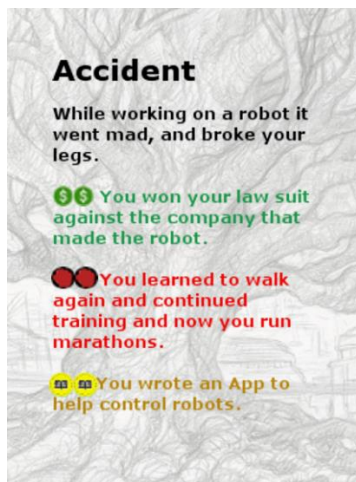 Accident
While working on a robot it
went mad, and broke your
legs.
$ $ You won your law suit
against the company that
made the robot.
You learned to walk
again and continued
training and now you run
marathons.
You wrote an App to
help control robots.